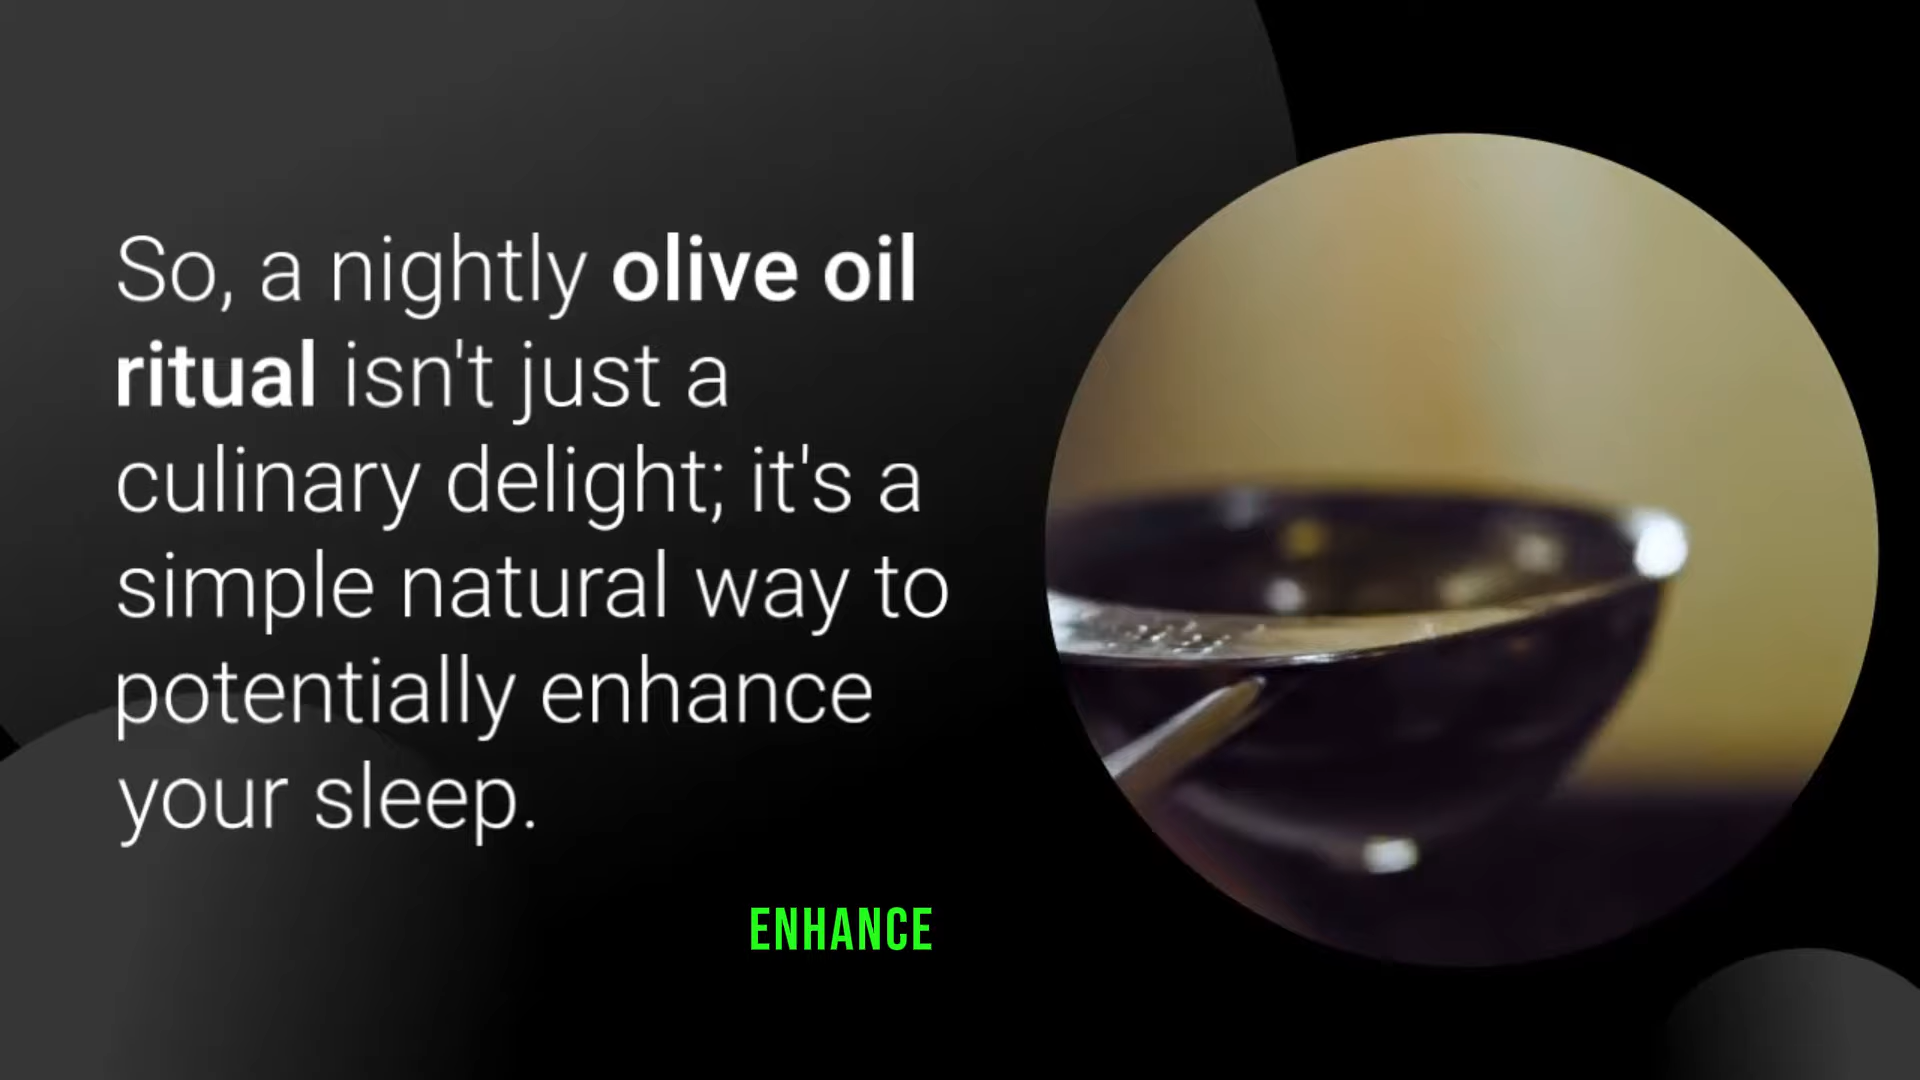 So, a nightly olive oil
ritual isn't just a
culinary delight; it's a
simple natural way to
potentially enhance
your sleep.
ENHANCE